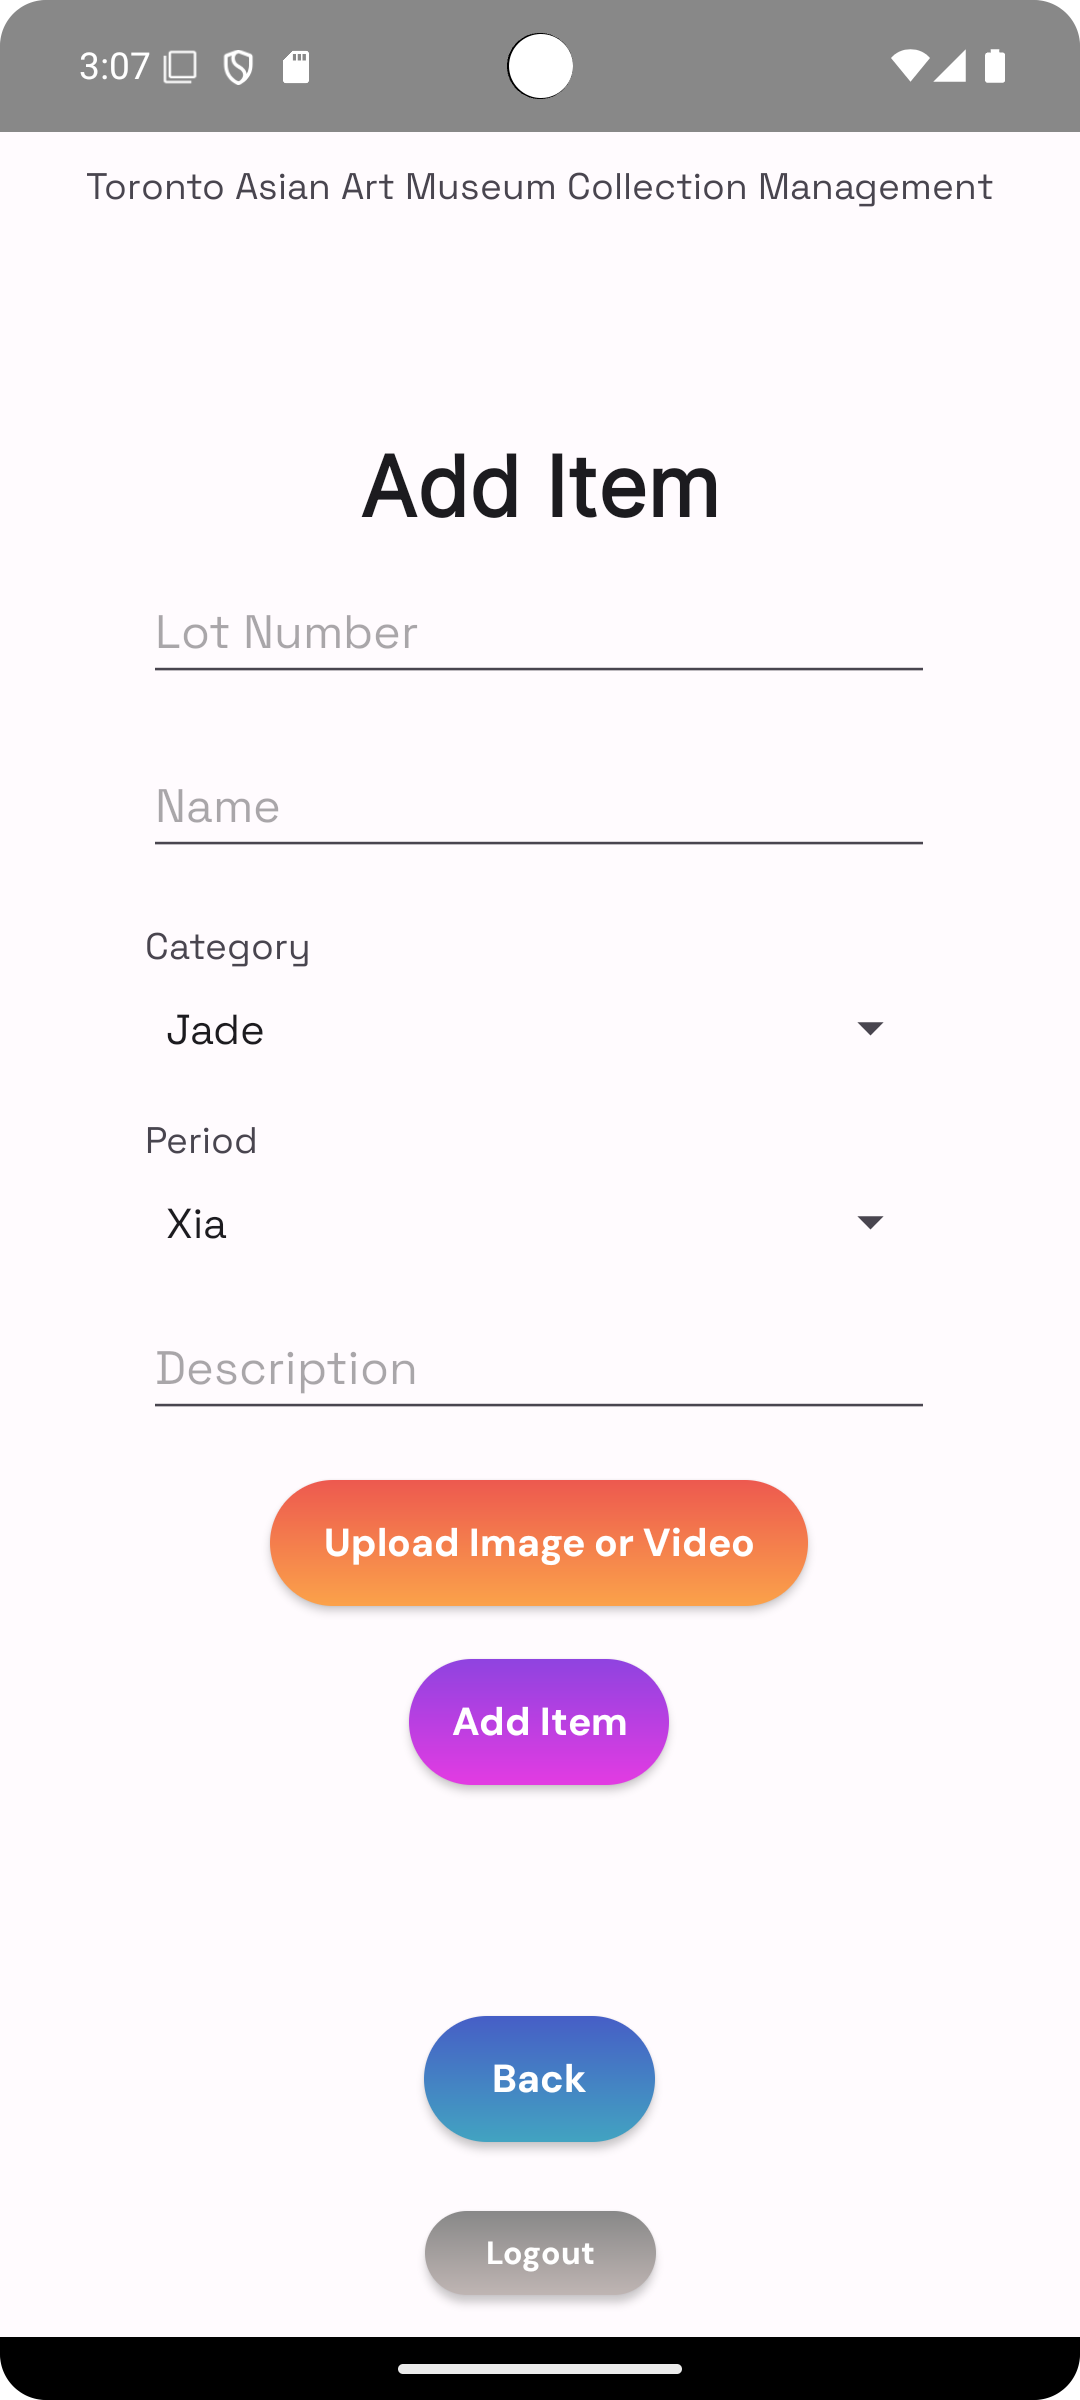 3:07
Toronto Asian Art Museum Collection Management
Add Item
Lot Number
Name
Category
Jade
Period
Xia
Description
Upload Image or Video
Add Item
Back
Logout